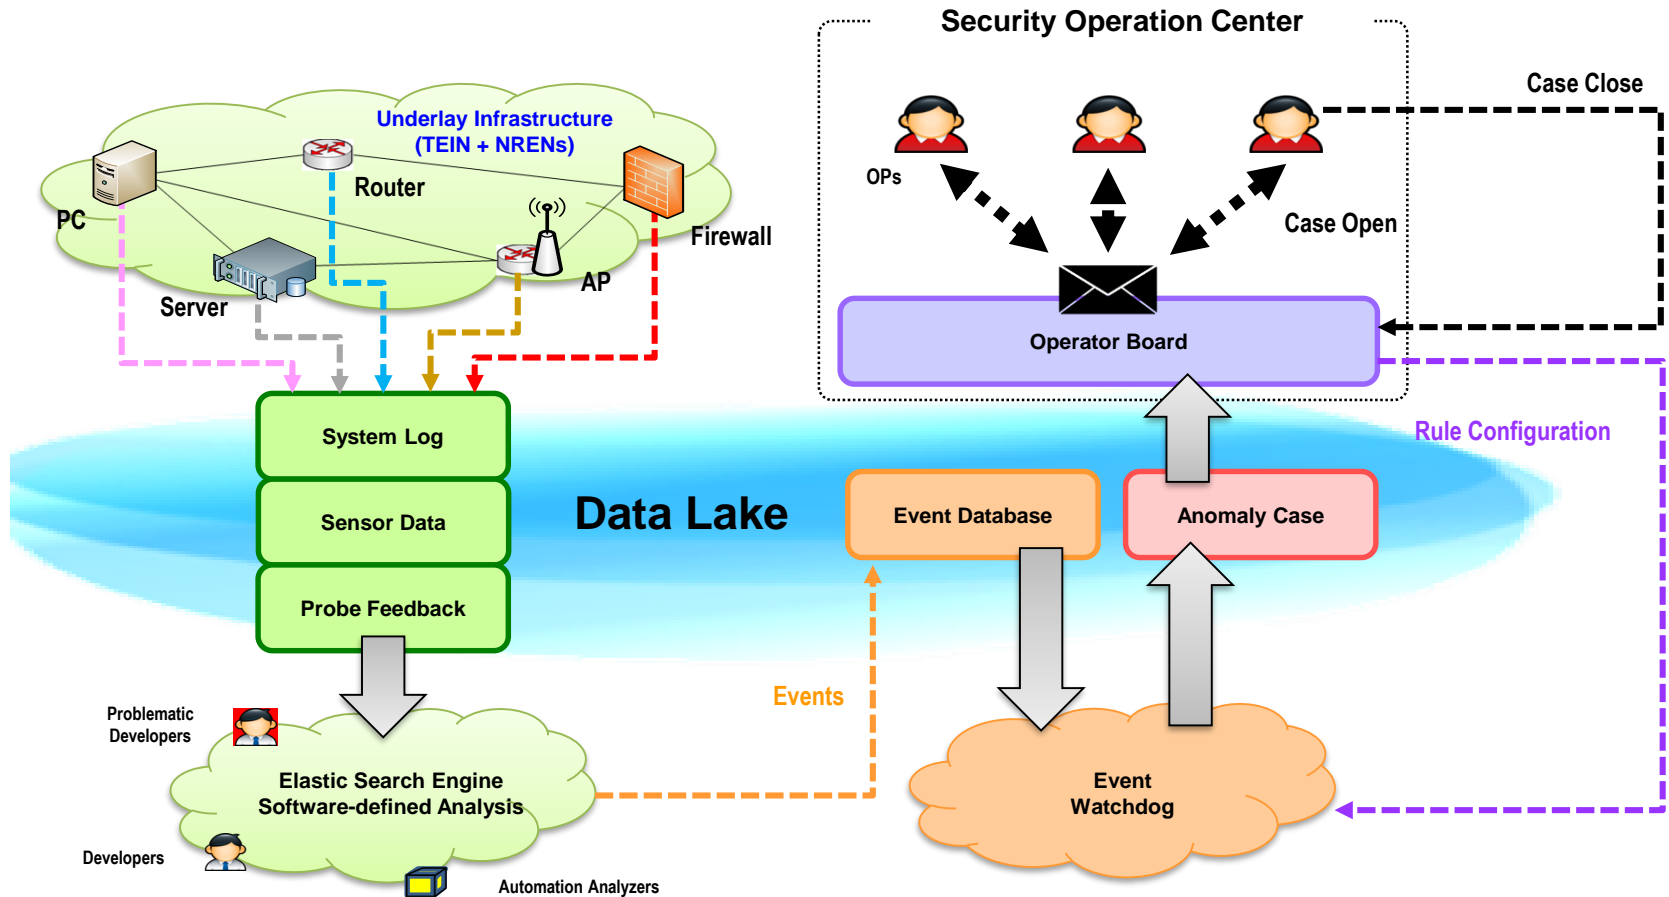 Security Operation Center
Case Close
Underlay Infrastructure
(TEIN + NRENs)
Router
PC
OPs
Firewall
Case Open
AP
Server
Operator Board
System Log
Rule Configuration
Data Lake
Sensor Data
Event Database
Anomaly Case
Probe Feedback
Events
Problematic
Developers
Elastic Search Engine
Software-defined Analysis
Event
Watchdog
Developers
Automation Analyzers